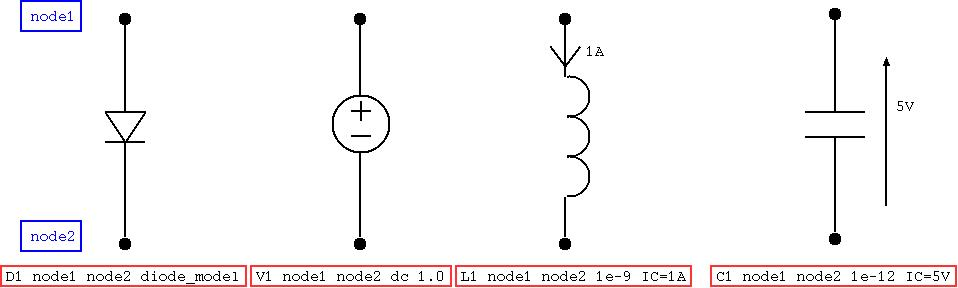 node1
1A
5V
node2
D1 node1 node2 diode_model
V1 node1 node2 dc 1.0
L1 node1 node2 1e-9 IC=1A
C1 node1 node2 1e-12 IC=5V